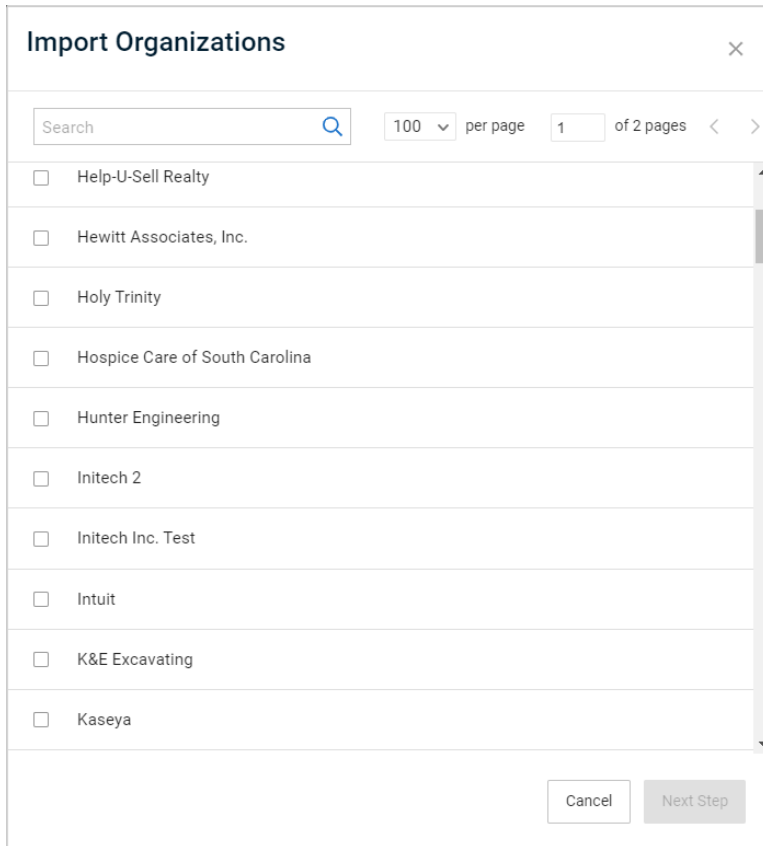 Import Organizations
Search 100 per page 1 of 2 pages
Help-U-Sell Realty
Hewitt Associates, Inc.
Holy Trinity
Hospice Care of South Carolina
Hunter Engineering
Initech 2
Initech Inc. Test
Intuit
K&E Excavating
Kaseya
Cancel Next Step